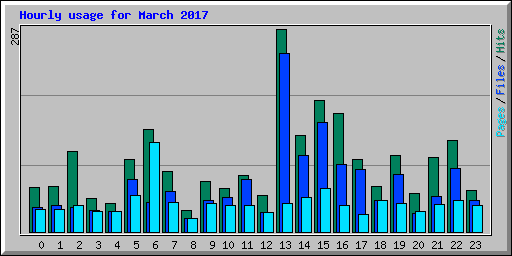 Hourly usage for March 2017
287
Pages / Files / Hits
0 1 2 3 4 5 6 7 8 9 10 11 12 13 14 15 16 17 18 19 20 21 22 23